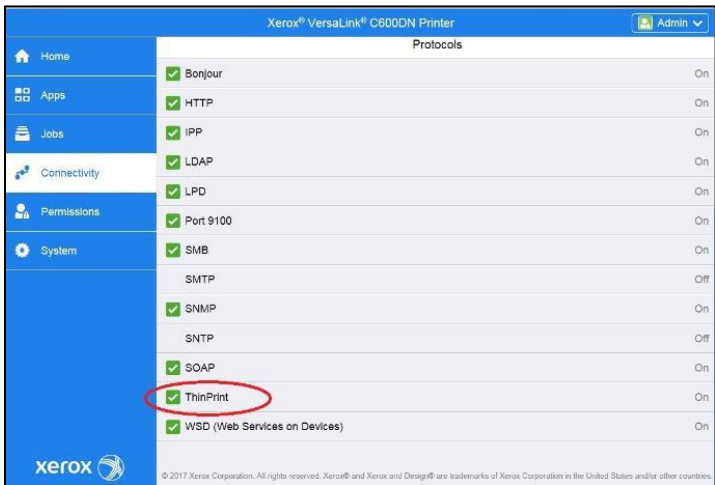 Xerox® VersaLink® C600DN Printer
Admin
Home
Apps
Jobs
Connectivity
Permissions
System
xerox
Protocols
Bonjour On
HTTP On
IPP On
LDAP On
LPD On
Port 9100 On
SMB On
SMTP Off
SNMP On
SNTP Off
SOAP On
ThinPrint On
WSD (Web Services on Devices) On
© 2017 Xerox Corporation. All rights reserved. Xerox® and Xerox and Design® are trademarks of Xerox Corporation in the United States and/or other countries.